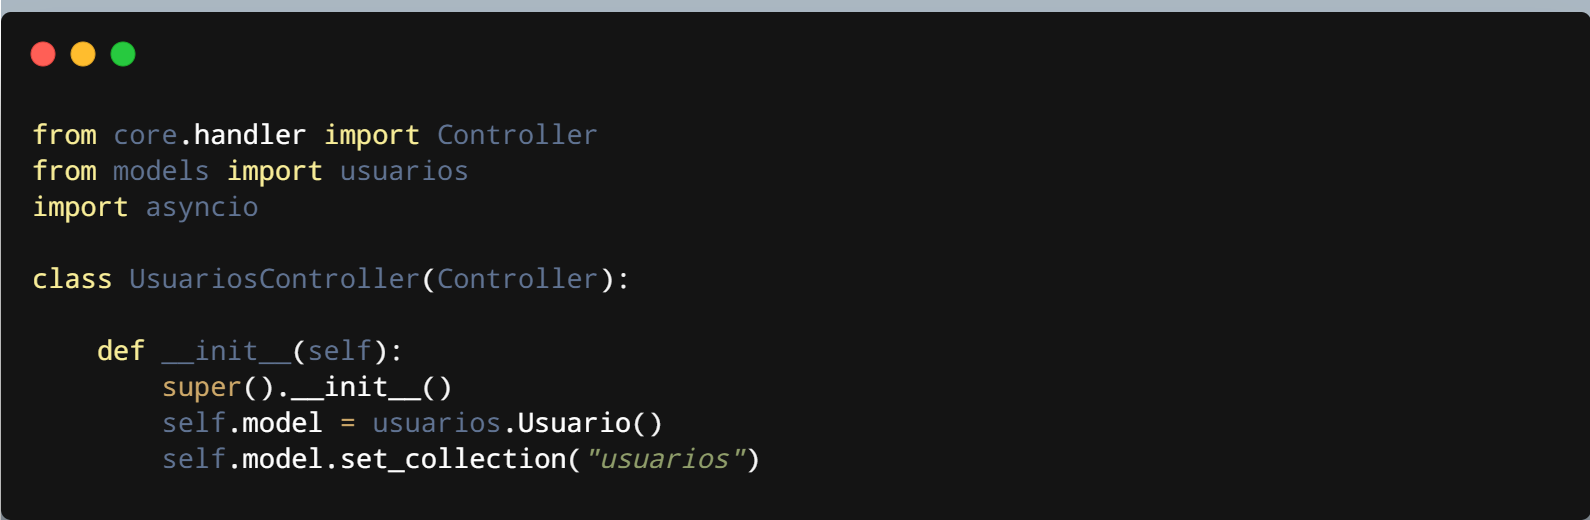 from core.handler import Controller
from models import usuarios
import asyncio
class UsuariosController(Controller):
def __init__(self):
super().__init__()
self.model = usuarios.Usuario()
self.model.set_collection("usuarios")